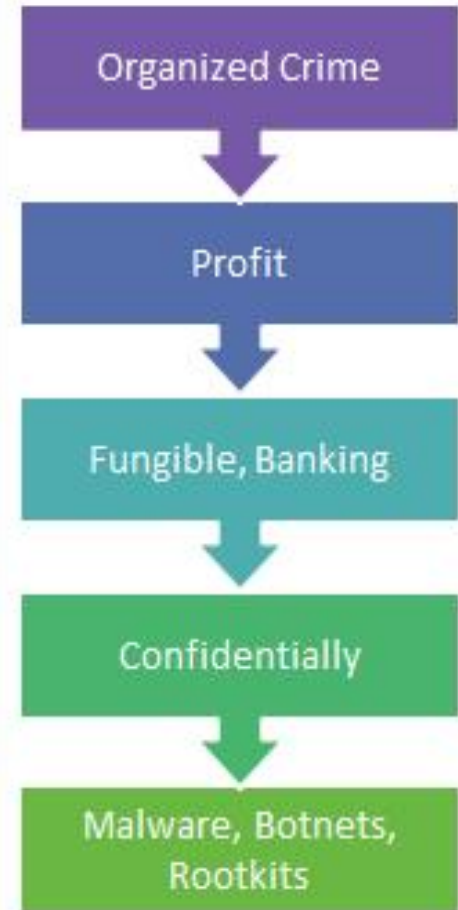 Organized Crime
Profit
Fungible, Banking
Confidentially
Malware, Botnets,
Rootkits